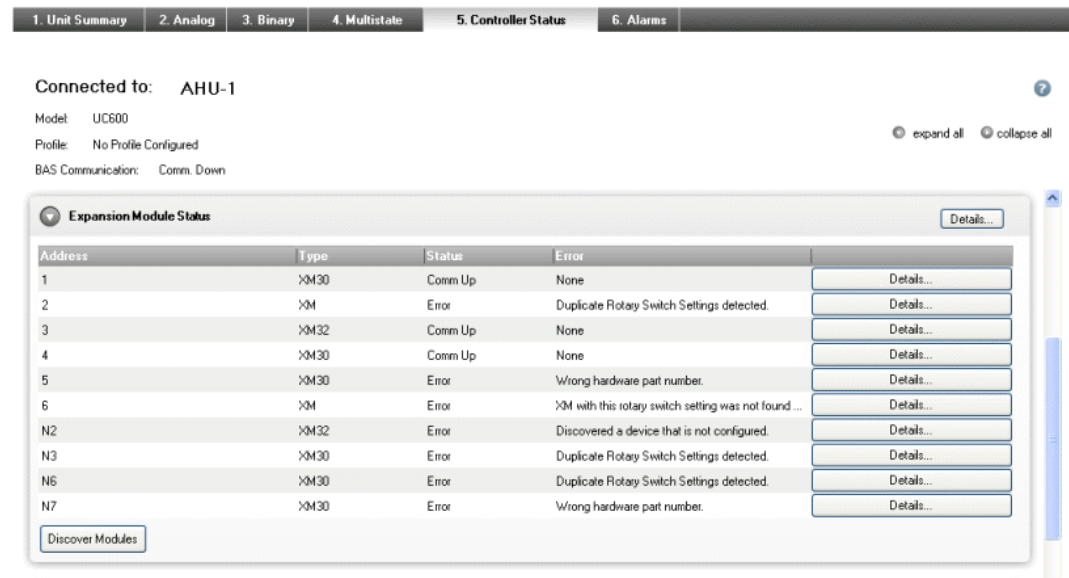 1. Unit Summary 2. Analog 3. Binary 4. Multistate 5. Controller Status 6. Alarms
Connected to: AHU-1
?
Model: UC600
expand all collapse all
Profile: No Profile Configured
BAS Communication: Comm. Down
Expansion Module Status Details...
Address Type Status Error
1 XM30 Comm Up None Details...
2 XM Error Duplicate Rotary Switch Settings detected. Details...
3 XM32 Comm Up None Details...
4 XM30 Comm Up None Details...
5 XM30 Error Wrong hardware part number. Details...
6 XM Error XM with this rotary switch setting was not found ... Details...
N2 XM32 Error Discovered a device that is not configured. Details...
N3 XM30 Error Duplicate Rotary Switch Settings detected. Details...
N6 XM30 Error Duplicate Rotary Switch Settings detected. Details...
N7 XM30 Error Wrong hardware part number. Details...
Discover Modules